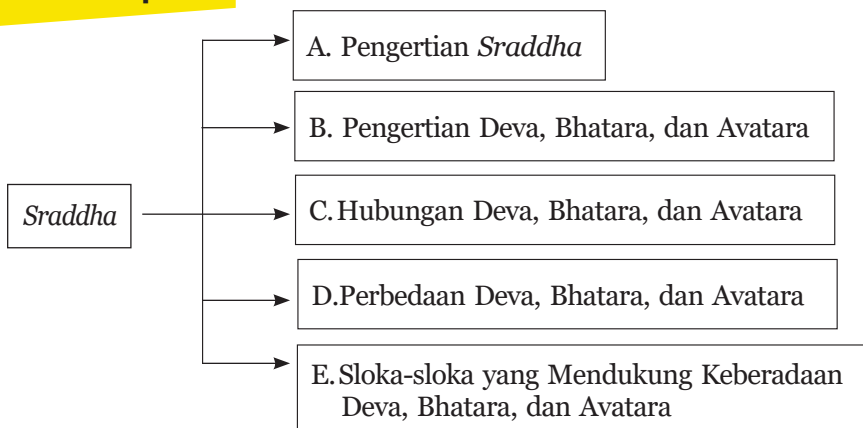 A. Pengertian Sraddha
B. Pengertian Deva, Bhatara, dan Avatara
Sraddha
C.Hubungan Deva, Bhatara, dan Avatara
D.Perbedaan Deva, Bhatara, dan Avatara
E.Sloka-sloka yang Mendukung Keberadaan
Deva, Bhatara, dan Avatara